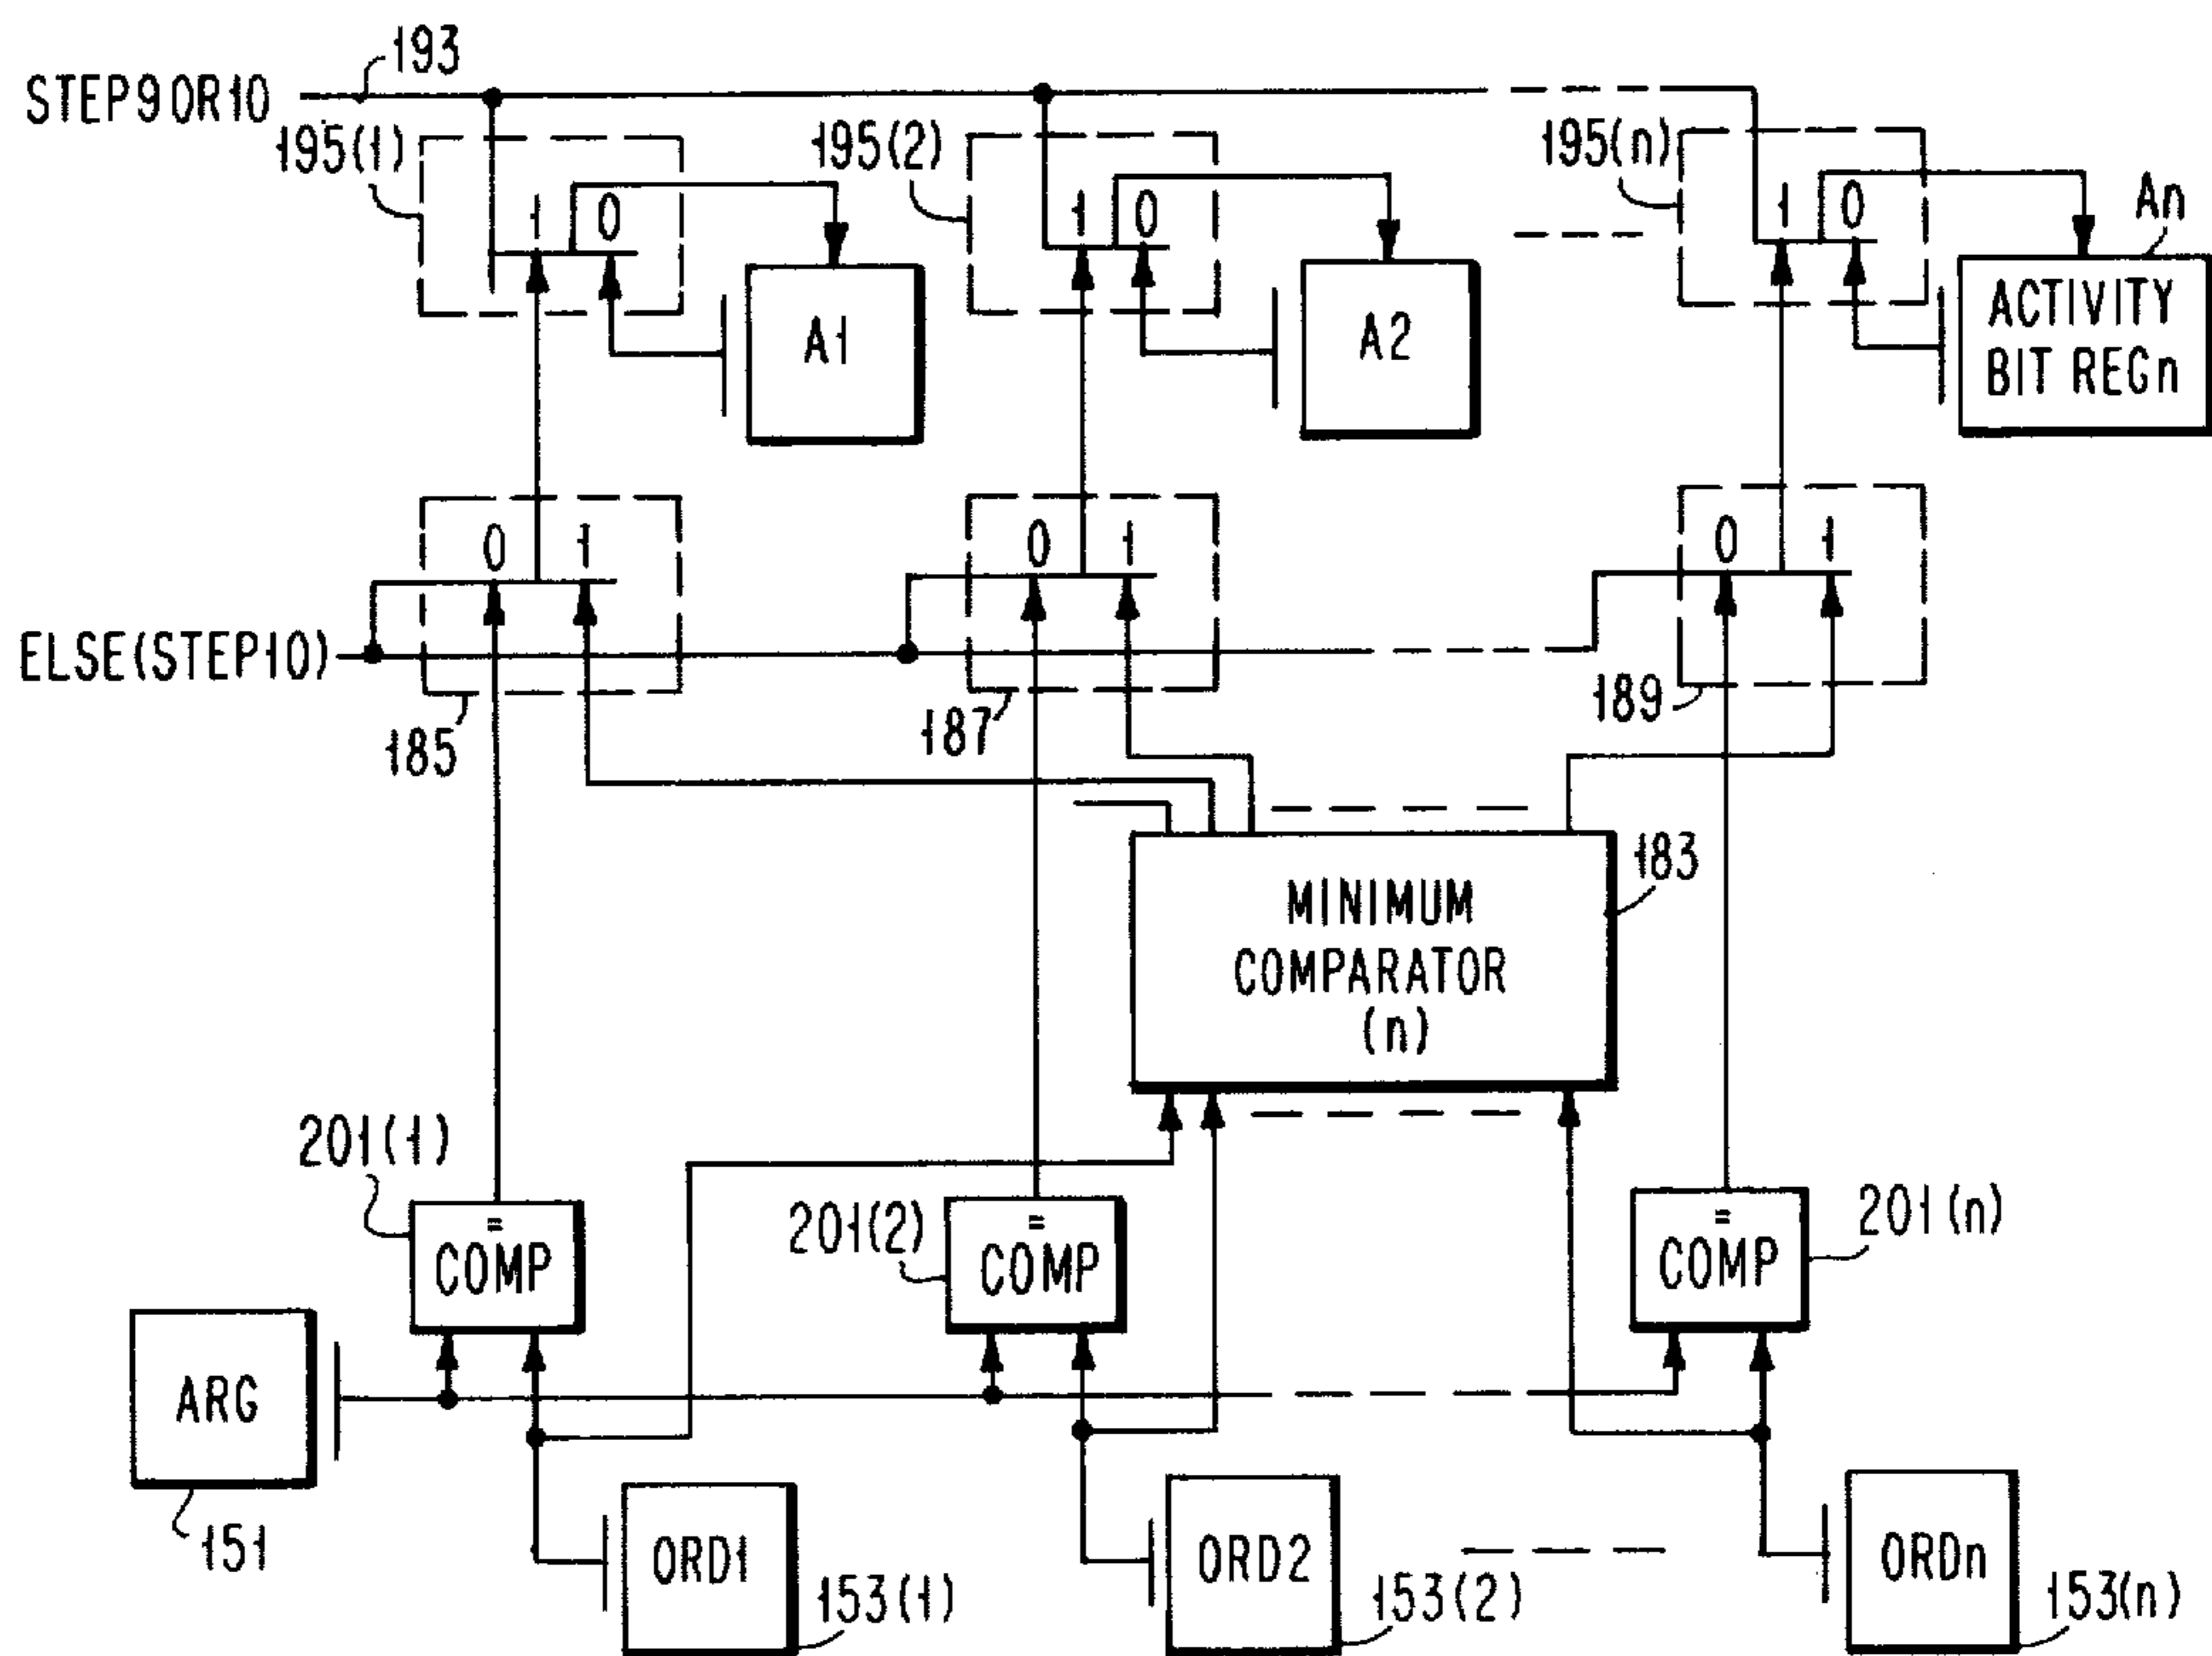 193
STEP9 OR10
195(1)
195(2)
195(n)
1 0
1 0
1 0
An
A1
A2
ACTIVITY
BIT REGn
0 1
0 1
0 1
ELSE(STEP10)
185
187
189
183
MINIMUM
COMPARATOR
(n)
201(1)
201(2)
201(n)
=
COMP
=
COMP
=
COMP
ARG
151
ORD1
ORD2
ORDn
153(1)
153(2)
153(n)